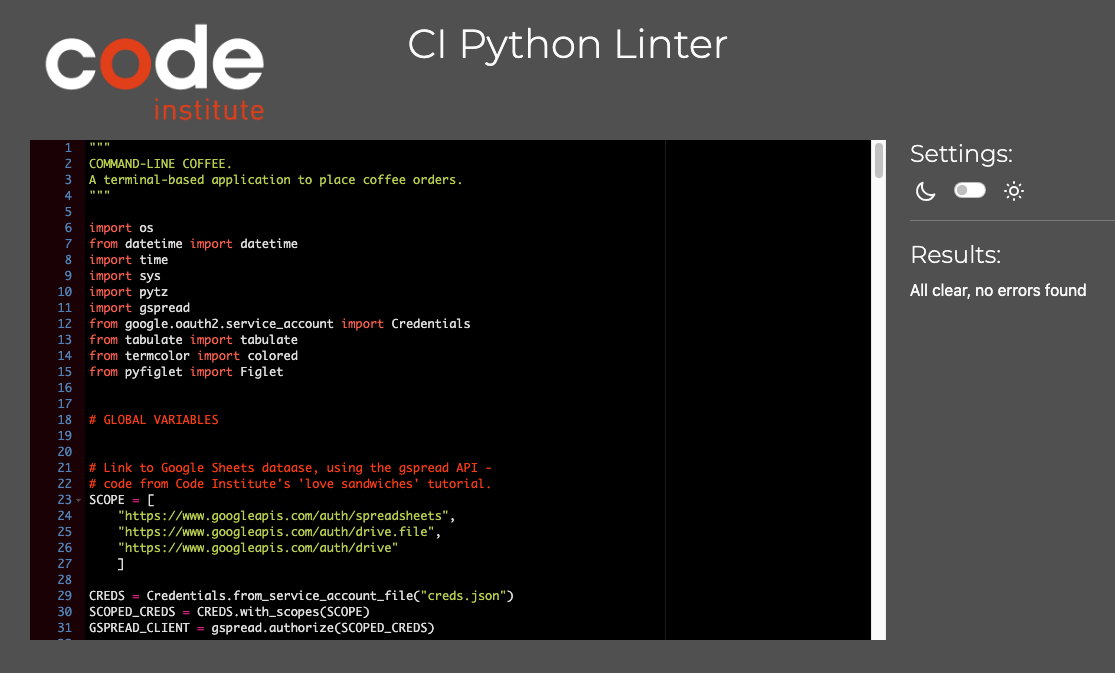 code
institute
CI Python Linter
1 """
2 COMMAND-LINE COFFEE.
3 A terminal-based application to place coffee orders.
4 """
5
6 import os
7 from datetime import datetime
8 import time
9 import sys
10 import pytz
11 import gspread
12 from google.oauth2.service_account import Credentials
13 from tabulate import tabulate
14 from termcolor import colored
15 from pyfiglet import Figlet
16
17
18 # GLOBAL VARIABLES
19
20
21 # Link to Google Sheets dataase, using the gspread API -
22 # code from Code Institute's 'love sandwiches' tutorial.
23 SCOPE = [
24     "https://www.googleapis.com/auth/spreadsheets",
25     "https://www.googleapis.com/auth/drive.file",
26     "https://www.googleapis.com/auth/drive"
27     ]
28
29 CREDS = Credentials.from_service_account_file("creds.json")
30 SCOPED_CREDS = CREDS.with_scopes(SCOPE)
31 GSPREAD_CLIENT = gspread.authorize(SCOPED_CREDS)
Settings:
Results:
All clear, no errors found